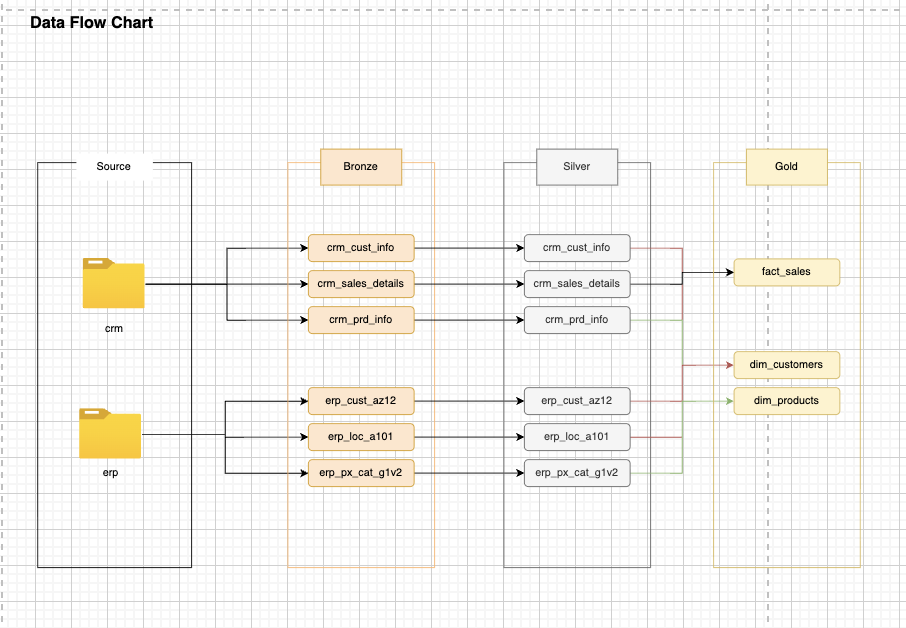 Data Flow Chart
Source
Bronze
Silver
Gold
crm
erp
crm_cust_info
crm_sales_details
crm_prd_info
erp_cust_az12
erp_loc_a101
erp_px_cat_g1v2
crm_cust_info
crm_sales_details
crm_prd_info
erp_cust_az12
erp_loc_a101
erp_px_cat_g1v2
fact_sales
dim_customers
dim_products